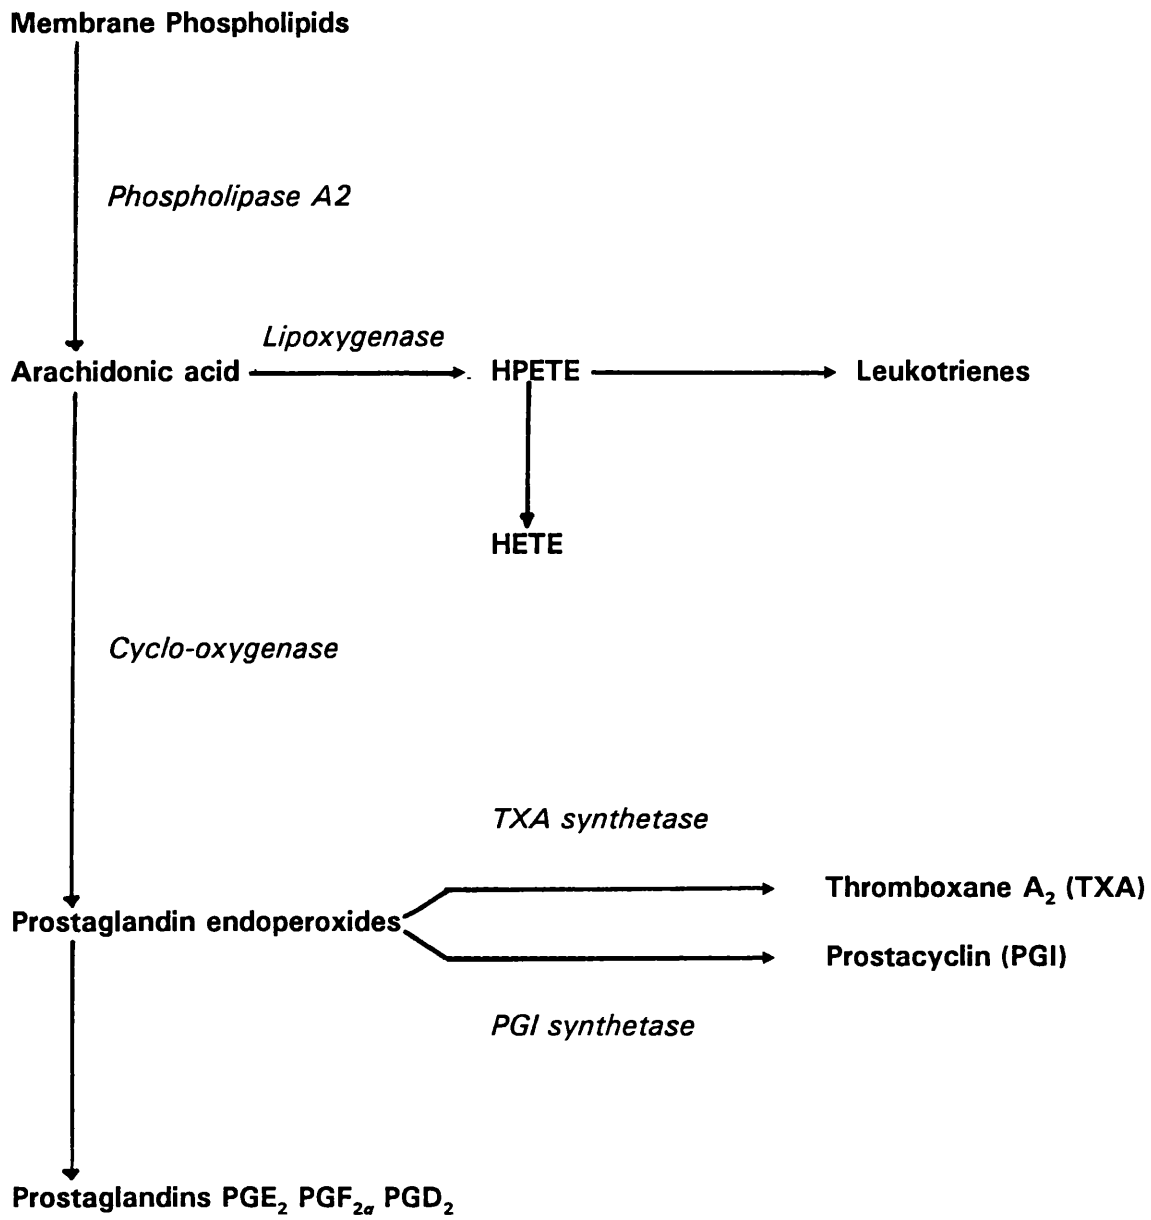 Membrane Phospholipids
Phospholipase A2
Lipoxygenase
Arachidonic acid HPETE Leukotrienes
HETE
Cyclo-oxygenase
TXA synthetase
Thromboxane A₂ (TXA)
Prostaglandin endoperoxides
Prostacyclin (PGI)
PGI synthetase
Prostaglandins PGE₂ PGF₂α PGD₂